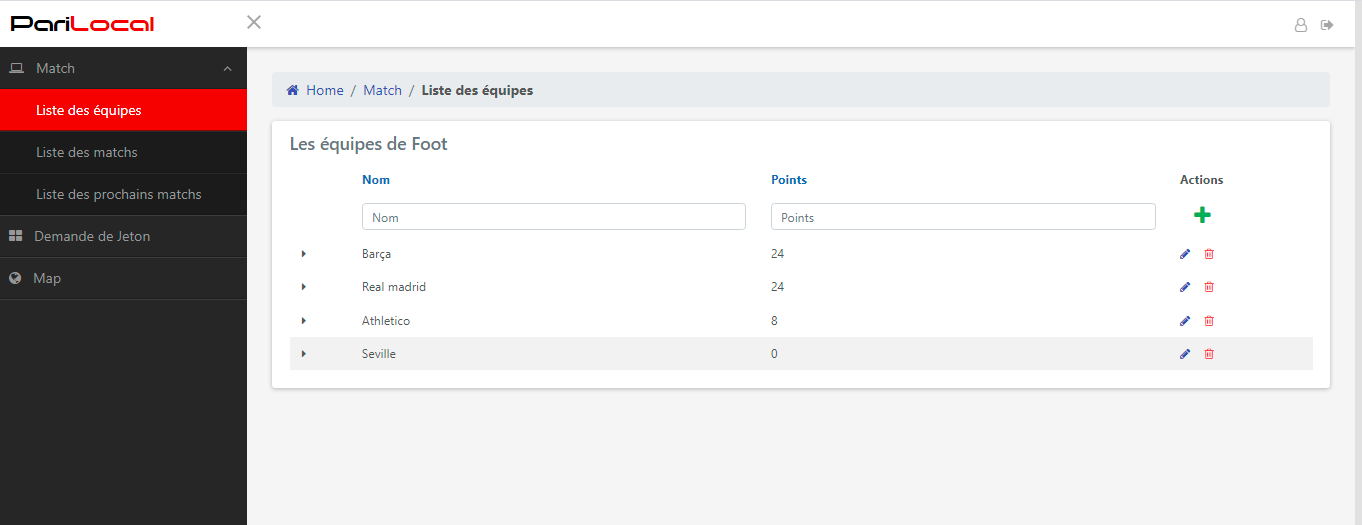 PariLocal
Match
Liste des équipes
Liste des matchs
Liste des prochains matchs
Demande de Jeton
Map
Home / Match / Liste des équipes
Les équipes de Foot
Nom Points Actions
Nom Points
Barça 24
Real madrid 24
Athletico 8
Seville 0